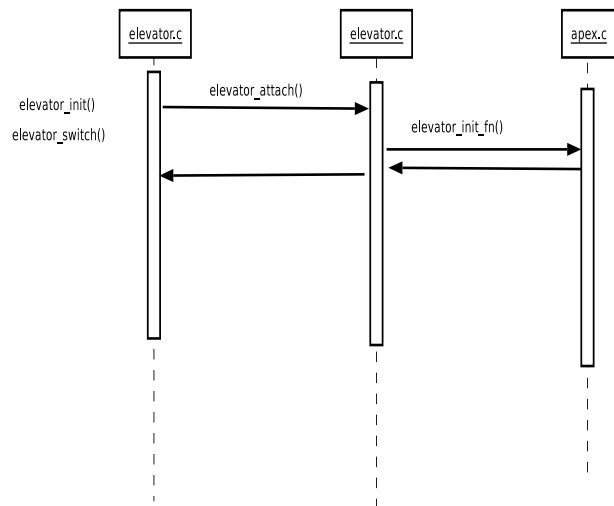 elevator.c
elevator.c
apex.c
elevator_attach()
elevator_init()
elevator_init_fn()
elevator_switch()